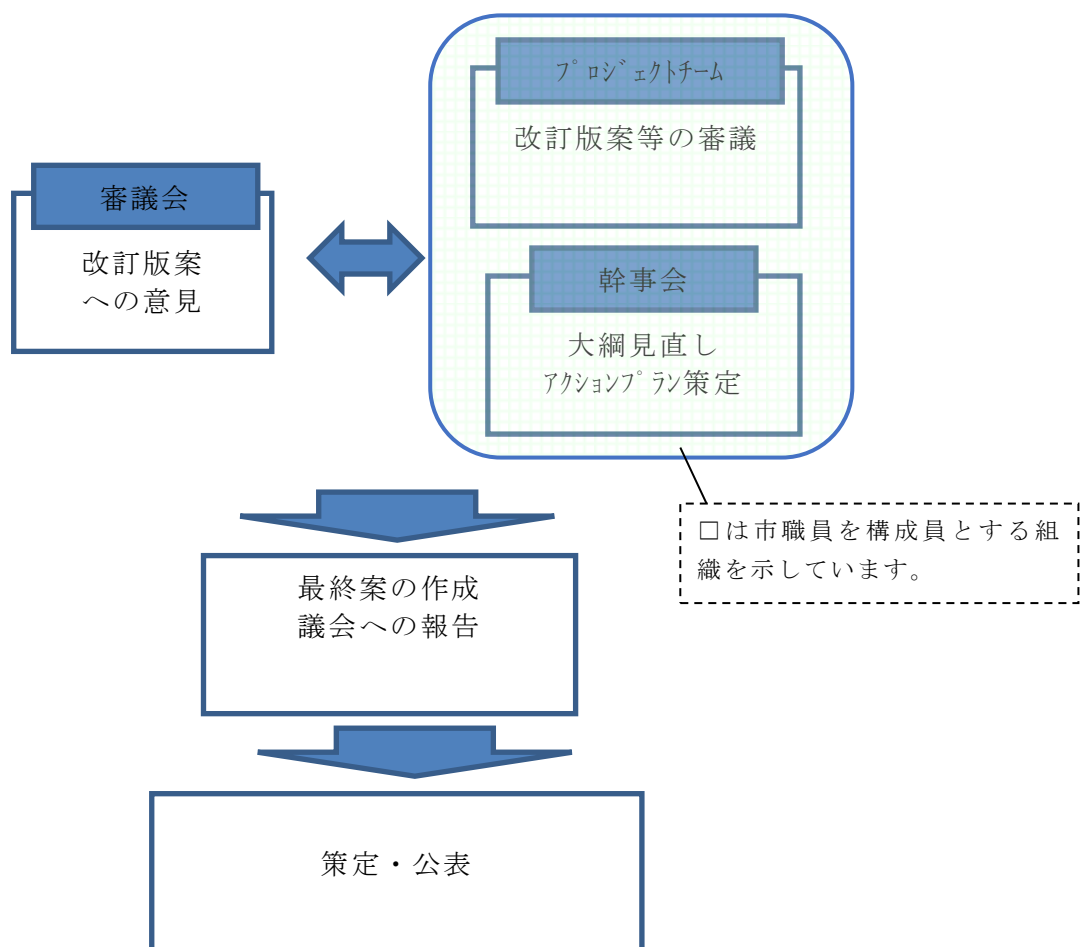 プロジェクトチーム
改訂版案等の審議
審議会
改訂版案
への意見
幹事会
大綱見直し
アクションプラン策定
□は市職員を構成員とする組
織を示しています。
最終案の作成
議会への報告
策定・公表